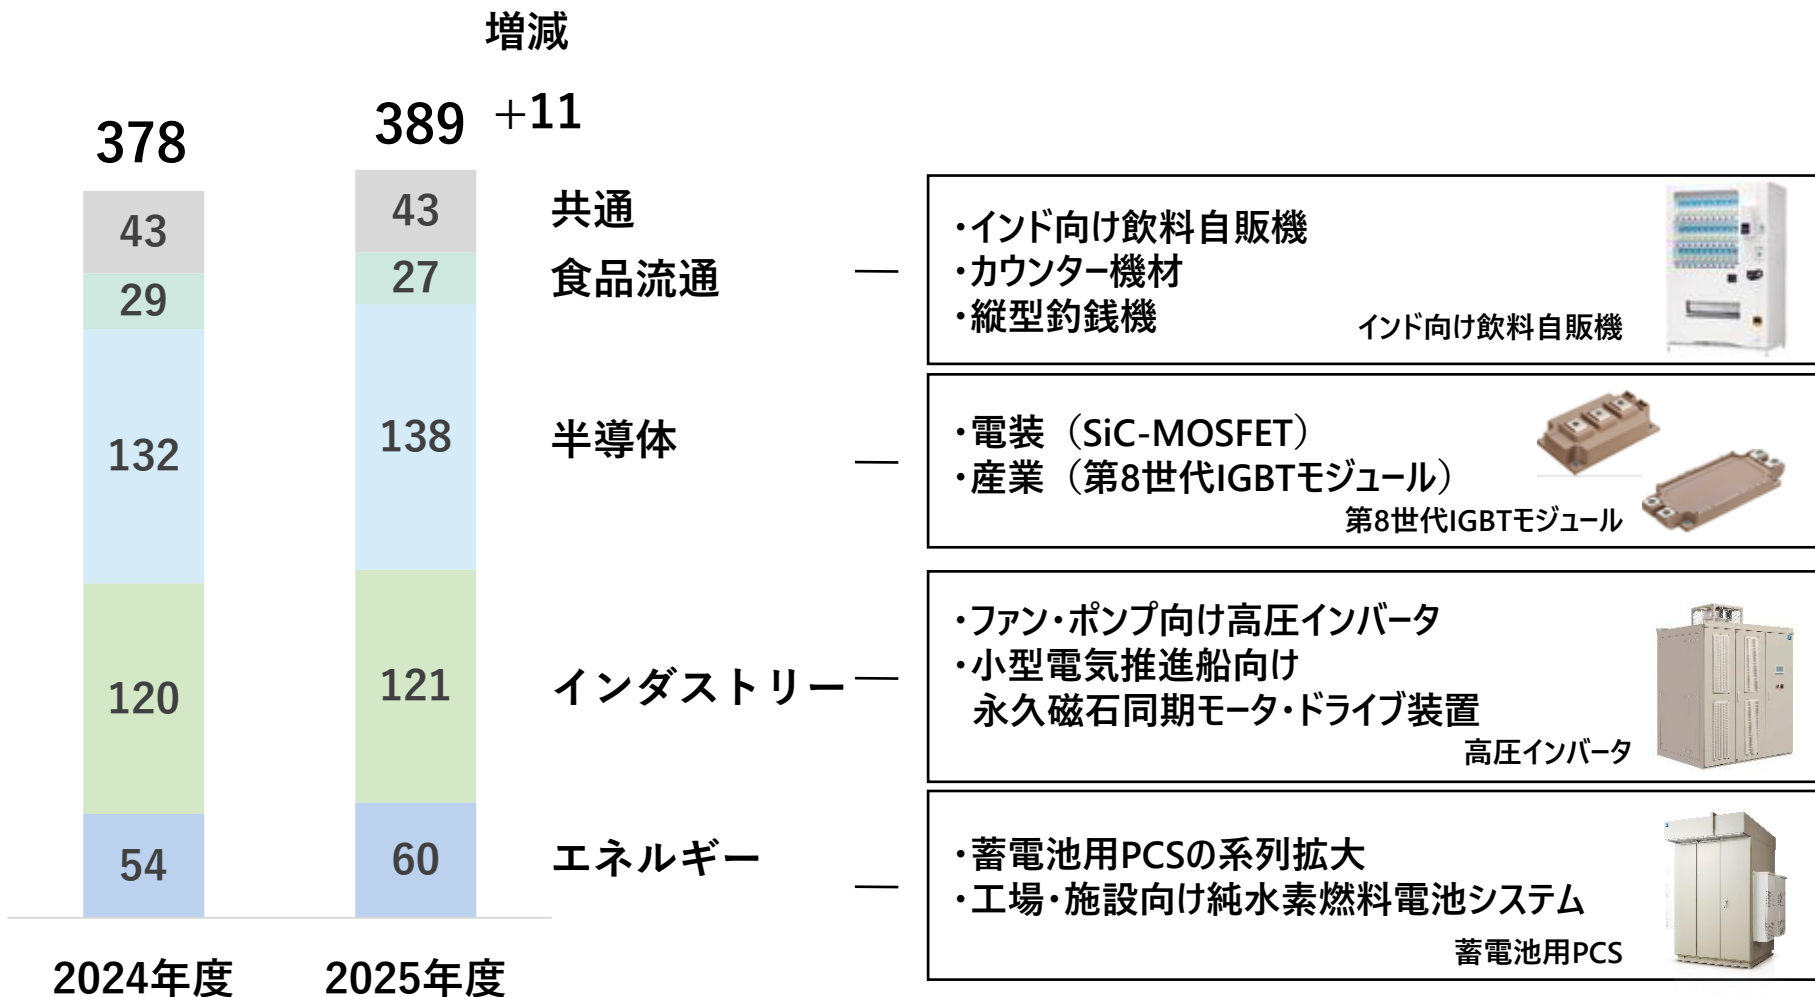 増減
378
389 +11
43
29
132
120
54
43
27
138
121
60
共通
食品流通
半導体
インダストリー
エネルギー
2024年度
2025年度
・インド向け飲料自販機
・カウンター機材
・縦型釣銭機
インド向け飲料自販機
・電装（SiC-MOSFET）
・産業（第8世代IGBTモジュール）
第8世代IGBTモジュール
・ファン・ポンプ向け高圧インバータ
・小型電気推進船向け
永久磁石同期モータ・ドライブ装置
高圧インバータ
・蓄電池用PCSの系列拡大
・工場・施設向け純水素燃料電池システム
蓄電池用PCS